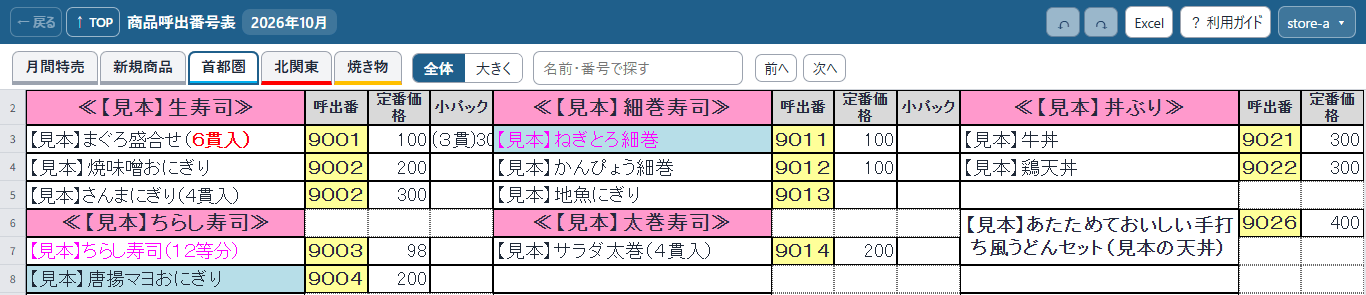 ← 戻る ↑ TOP 商品呼出番号表 2026年10月 Excel ? 利用ガイド store-a
月間特売 新規商品 首都圏 北関東 焼き物 全体 大きく 名前・番号で探す 前へ 次へ
2 ≪【見本】生寿司≫ 呼出番 定番価格 小パック ≪【見本】細巻寿司≫ 呼出番 定番価格 小パック ≪【見本】丼ぶり≫ 呼出番 定番価格
3 【見本】まぐろ盛合せ(6貫入) 9001 100 (3貫)30 【見本】ねぎとろ細巻 9011 100 【見本】牛丼 9021 300
4 【見本】焼味噌おにぎり 9002 200 【見本】かんぴょう細巻 9012 100 【見本】鶏天丼 9022 300
5 【見本】さんまにぎり(4貫入) 9002 300 【見本】地魚にぎり 9013
6 ≪【見本】ちらし寿司≫ ≪【見本】太巻寿司≫ 【見本】あたためておいしい手打 9026 400
ち風うどんセット(見本の天丼)
7 【見本】ちらし寿司(12等分) 9003 98 【見本】サラダ太巻(4貫入) 9014 200
8 【見本】唐揚マヨおにぎり 9004 200